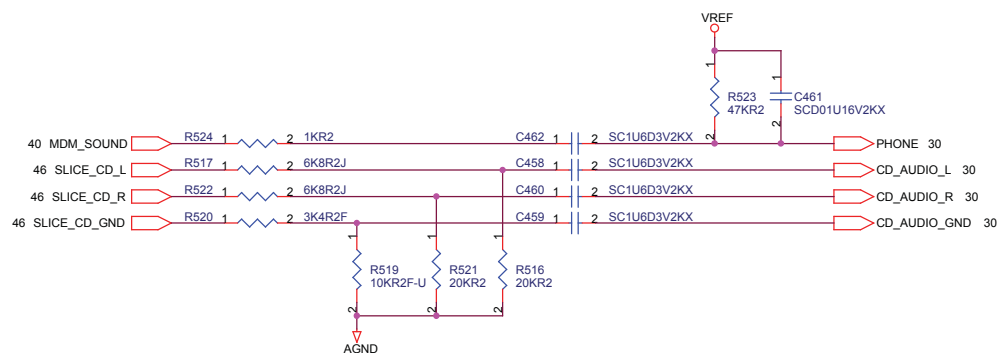 VREF
1 1
R523 C461
47KR2 SCD01U16V2KX
2 2
40 MDM_SOUND R524 1 2 1KR2 C462 1 2 SC1U6D3V2KX PHONE 30
46 SLICE_CD_L R517 1 2 6K8R2J C458 1 2 SC1U6D3V2KX CD_AUDIO_L 30
46 SLICE_CD_R R522 1 2 6K8R2J C460 1 2 SC1U6D3V2KX CD_AUDIO_R 30
46 SLICE_CD_GND R520 1 2 3K4R2F C459 1 2 SC1U6D3V2KX CD_AUDIO_GND 30
1 1 1
R519 R521 R516
10KR2F-U 20KR2 20KR2
2 2 2
AGND